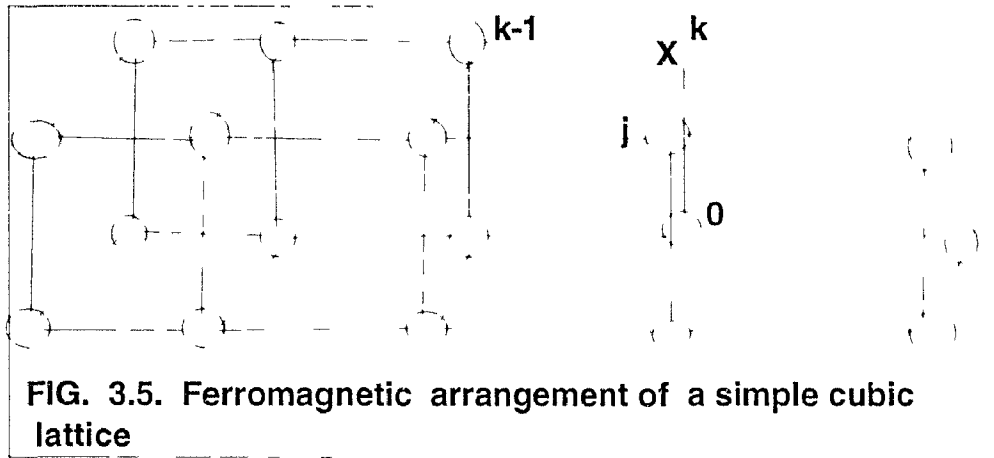 k-1
k
X
j
0
FIG. 3.5. Ferromagnetic arrangement of a simple cubic
lattice